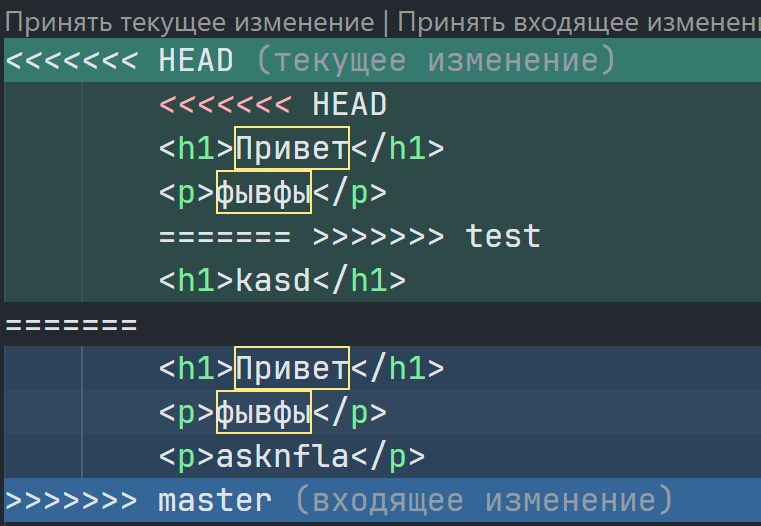 Принять текущее изменение | Принять входящее изменени
<<<<<<< HEAD (текущее изменение)
<<<<<<< HEAD
<h1>Привет</h1>
<p>фывфы</p>
======= >>>>>>> test
<h1>kasd</h1>
=======
<h1>Привет</h1>
<p>фывфы</p>
<p>asknfla</p>
>>>>>>> master (входящее изменение)